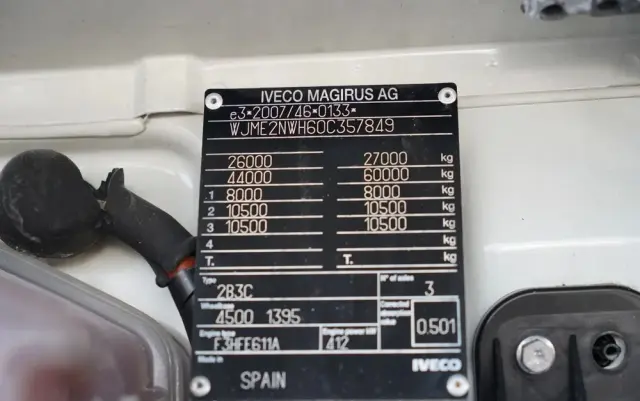 IVECO MAGIRUS AG
e3*2007/46*0133*
WJME2NWH60C357849
26000 27000 kg
44000 60000 kg
1 8000 8000 kg
2 10500 10500 kg
3 10500 10500 kg
4 kg
T. T. kg
Type N° of axles
2B3C 3
Wheelbase Corrected absorption value
4500 1395 0.501
Engine type Engine power kW
F3HFE611A 412
Made in IVECO
SPAIN